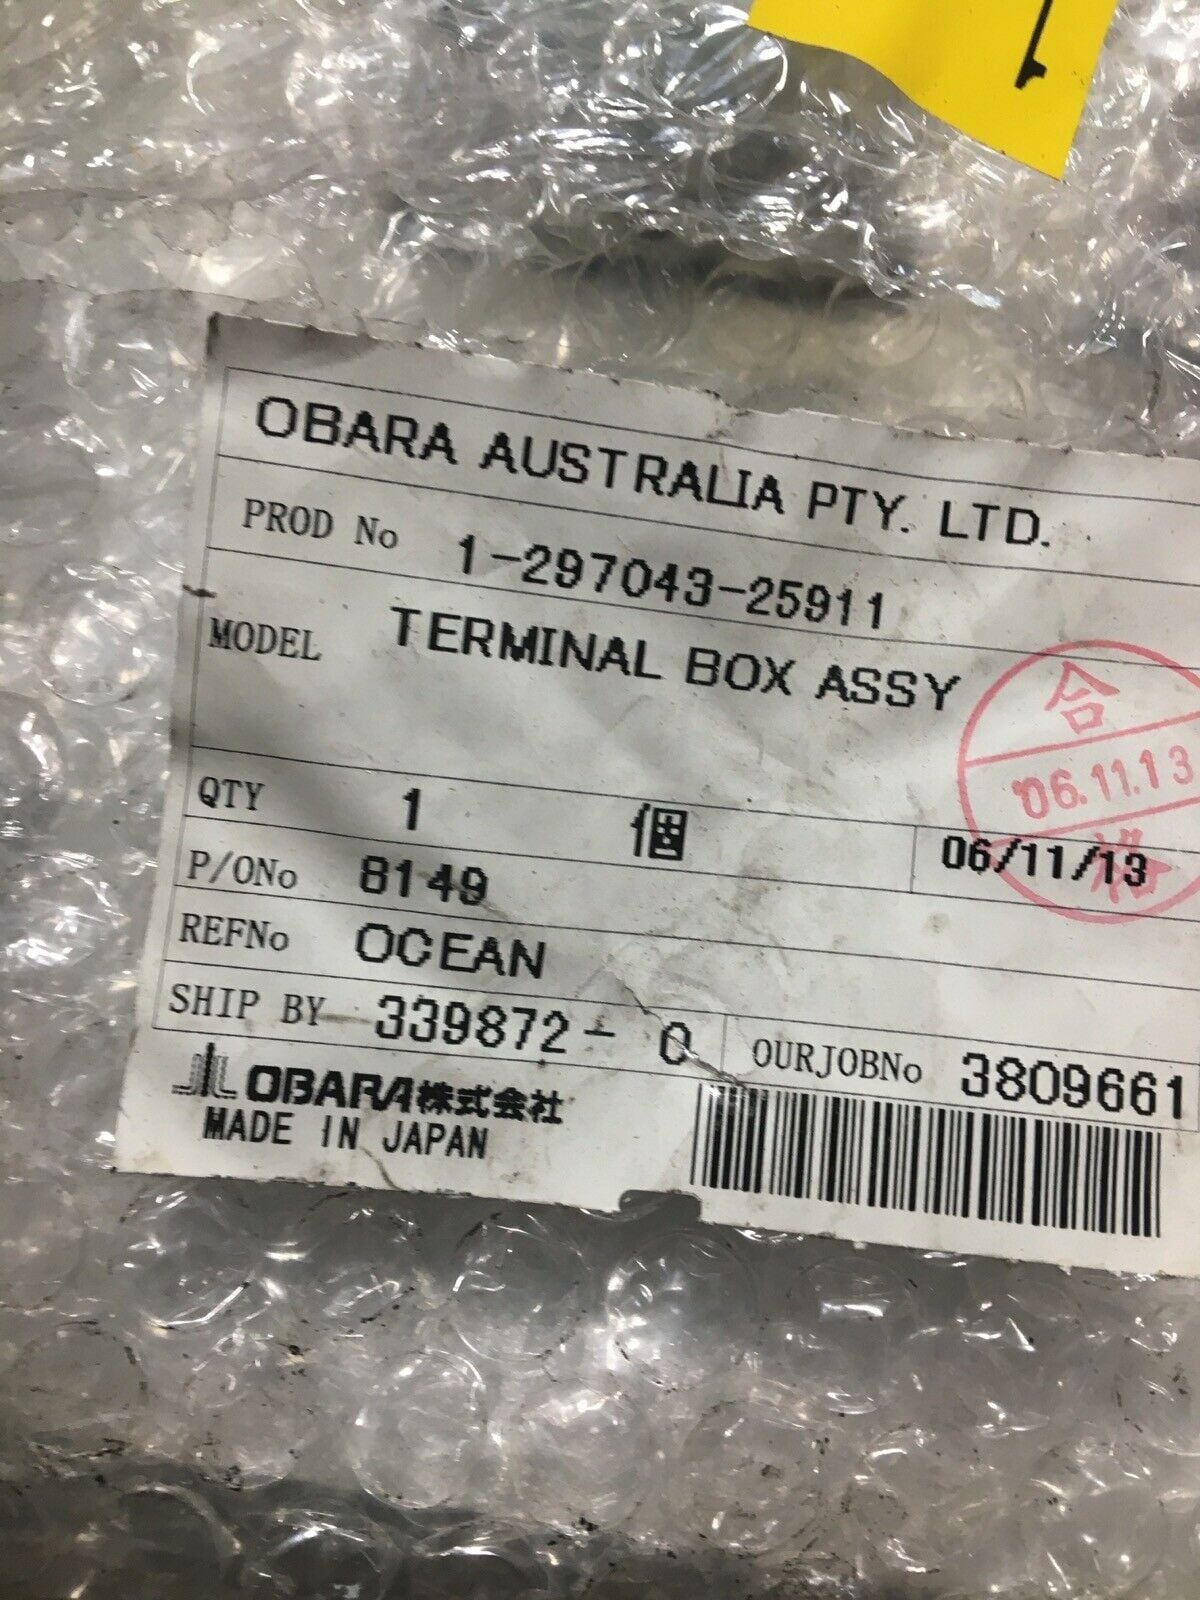 OBARA AUSTRALIA PTY. LTD.
PROD No 1-297043-25911
MODEL TERMINAL BOX ASSY
合
'06.11.13
格
QTY 1 個 06/11/13
P/ONo 8149
REFNo OCEAN
SHIP BY 339872- 0 OURJOBNo 3809661
OBARA株式会社
MADE IN JAPAN